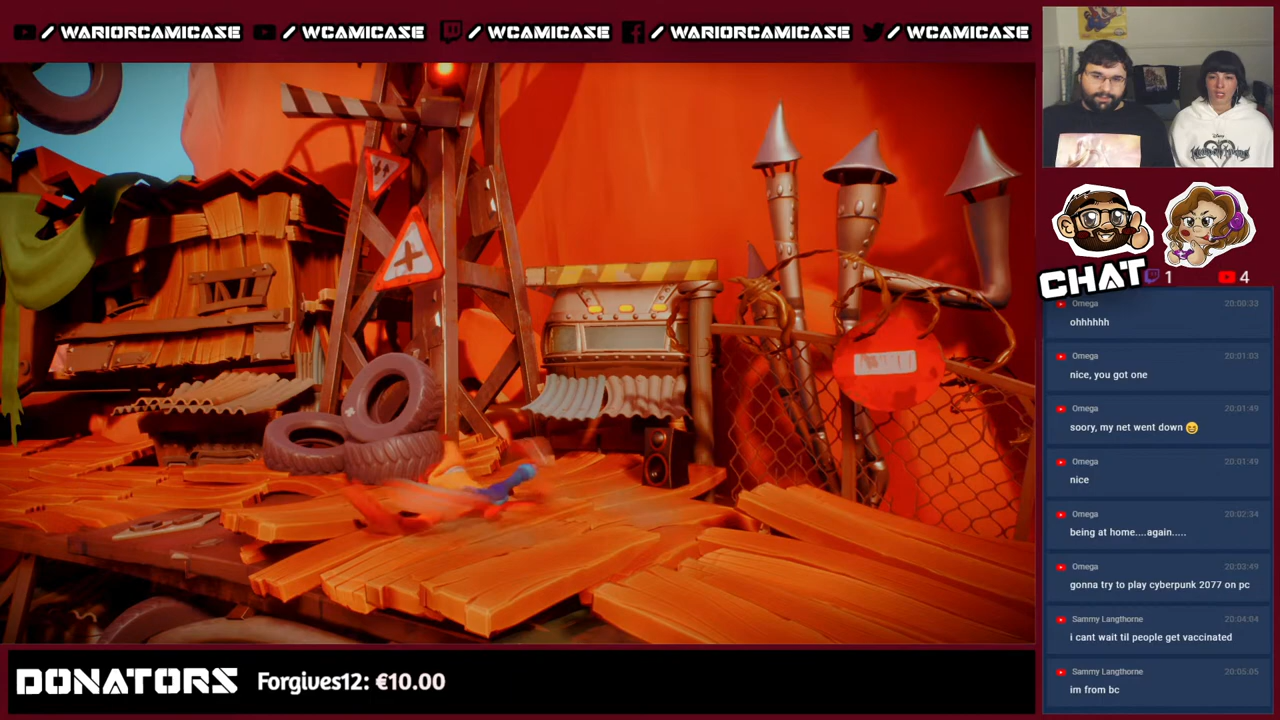 / WARIORCAMICASE / WCAMICASE / WCAMICASE / WARIORCAMICASE / WCAMICASE
CHAT 1 4
Omega 20:00:33
ohhhhhh
Omega 20:01:03
nice, you got one
Omega 20:01:49
soory, my net went down 😆
Omega 20:01:49
nice
Omega 20:02:34
being at home....again.....
Omega 20:02:49
gonna try to play cyberpunk 2077 on pc
Sammy Langthorne 20:04:04
i cant wait til people get vaccinated
Sammy Langthorne 20:05:05
im from bc
DONATORS Forgives12: €10.00